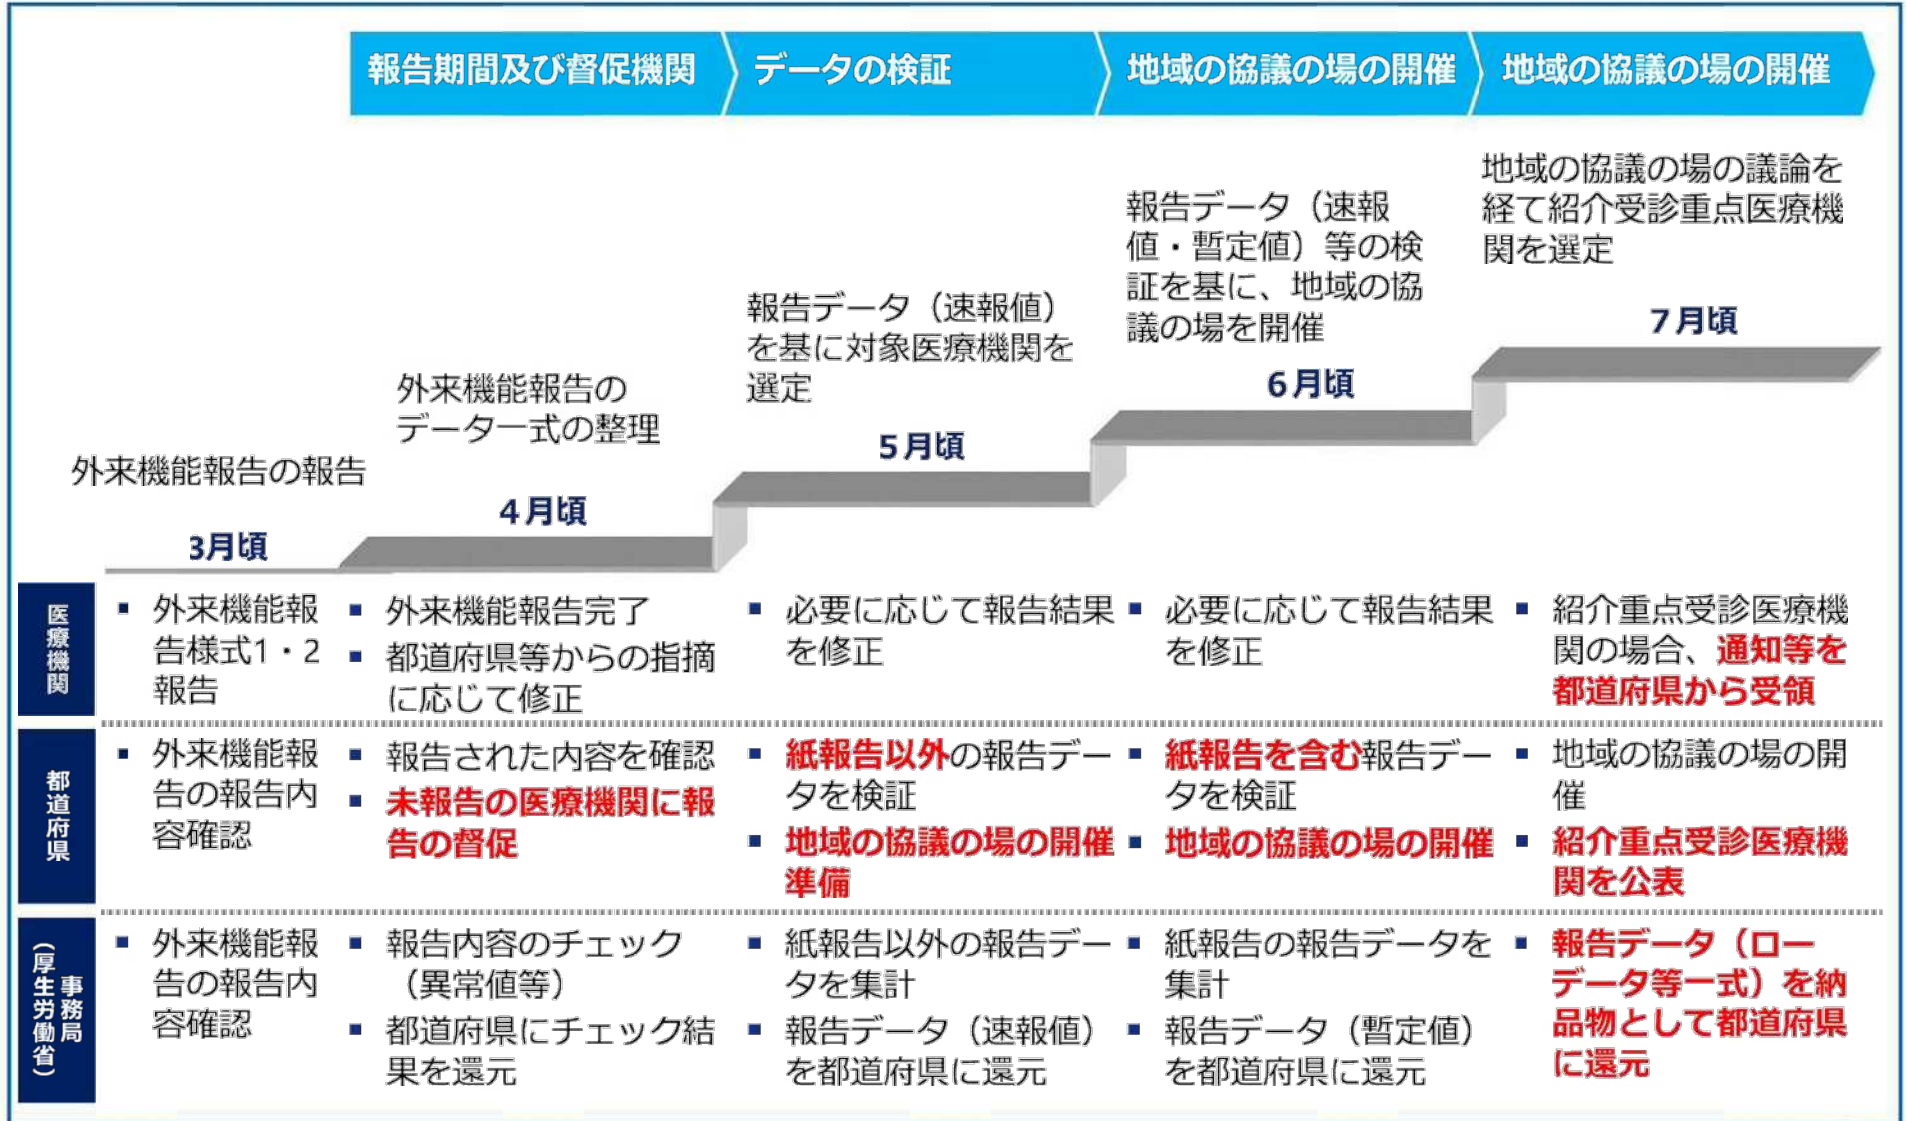 報告期間及び督促機関
データの検証
地域の協議の場の開催
地域の協議の場の開催
外来機能報告の報告
3月頃
外来機能報告の
データ一式の整理
４月頃
報告データ（速報値）
を基に対象医療機関を
選定
５月頃
報告データ（速報
値・暫定値）等の検
証を基に、地域の協
議の場を開催
６月頃
地域の協議の場の議論を
経て紹介受診重点医療機
関を選定
７月頃
医療機関
▪ 外来機能報
告様式1・2
報告
▪ 外来機能報告完了
▪ 都道府県等からの指摘
に応じて修正
▪ 必要に応じて報告結果
を修正
▪ 必要に応じて報告結果
を修正
▪ 紹介重点受診医療機
関の場合、通知等を
都道府県から受領
都道府県
▪ 外来機能報
告の報告内
容確認
▪ 報告された内容を確認
▪ 未報告の医療機関に報
告の督促
▪ 紙報告以外の報告デー
タを検証
▪ 地域の協議の場の開催
準備
▪ 紙報告を含む報告デー
タを検証
▪ 地域の協議の場の開催
▪ 地域の協議の場の開
催
▪ 紹介重点受診医療機
関を公表
事務局
（厚生労働省）
▪ 外来機能報
告の報告内
容確認
▪ 報告内容のチェック
（異常値等）
▪ 都道府県にチェック結
果を還元
▪ 紙報告以外の報告デー
タを集計
▪ 報告データ（速報値）
を都道府県に還元
▪ 紙報告の報告データを
集計
▪ 報告データ（暫定値）
を都道府県に還元
▪ 報告データ（ロー
データ等一式）を納
品物として都道府県
に還元